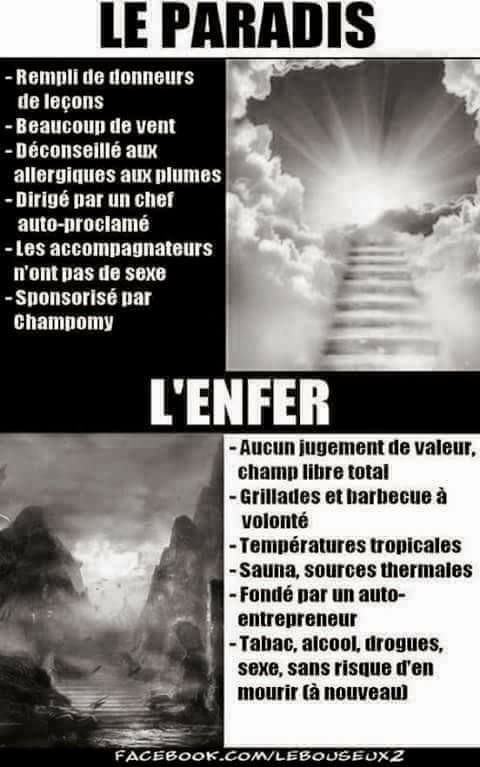 LE PARADIS
- Rempli de donneurs
de leçons
- Beaucoup de vent
- Déconseillé aux
allergiques aux plumes
- Dirigé par un chef
auto-proclamé
- Les accompagnateurs
n'ont pas de sexe
- Sponsorisé par
Champomy
L'ENFER
- Aucun jugement de valeur,
champ libre total
- Grillades et barbecue à
volonté
- Températures tropicales
- Sauna, sources thermales
- Fondé par un auto-
entrepreneur
- Tabac, alcool, drogues,
sexe, sans risque d'en
mourir (à nouveau)
FACEBOOK.COM/LEBOUSEUX2